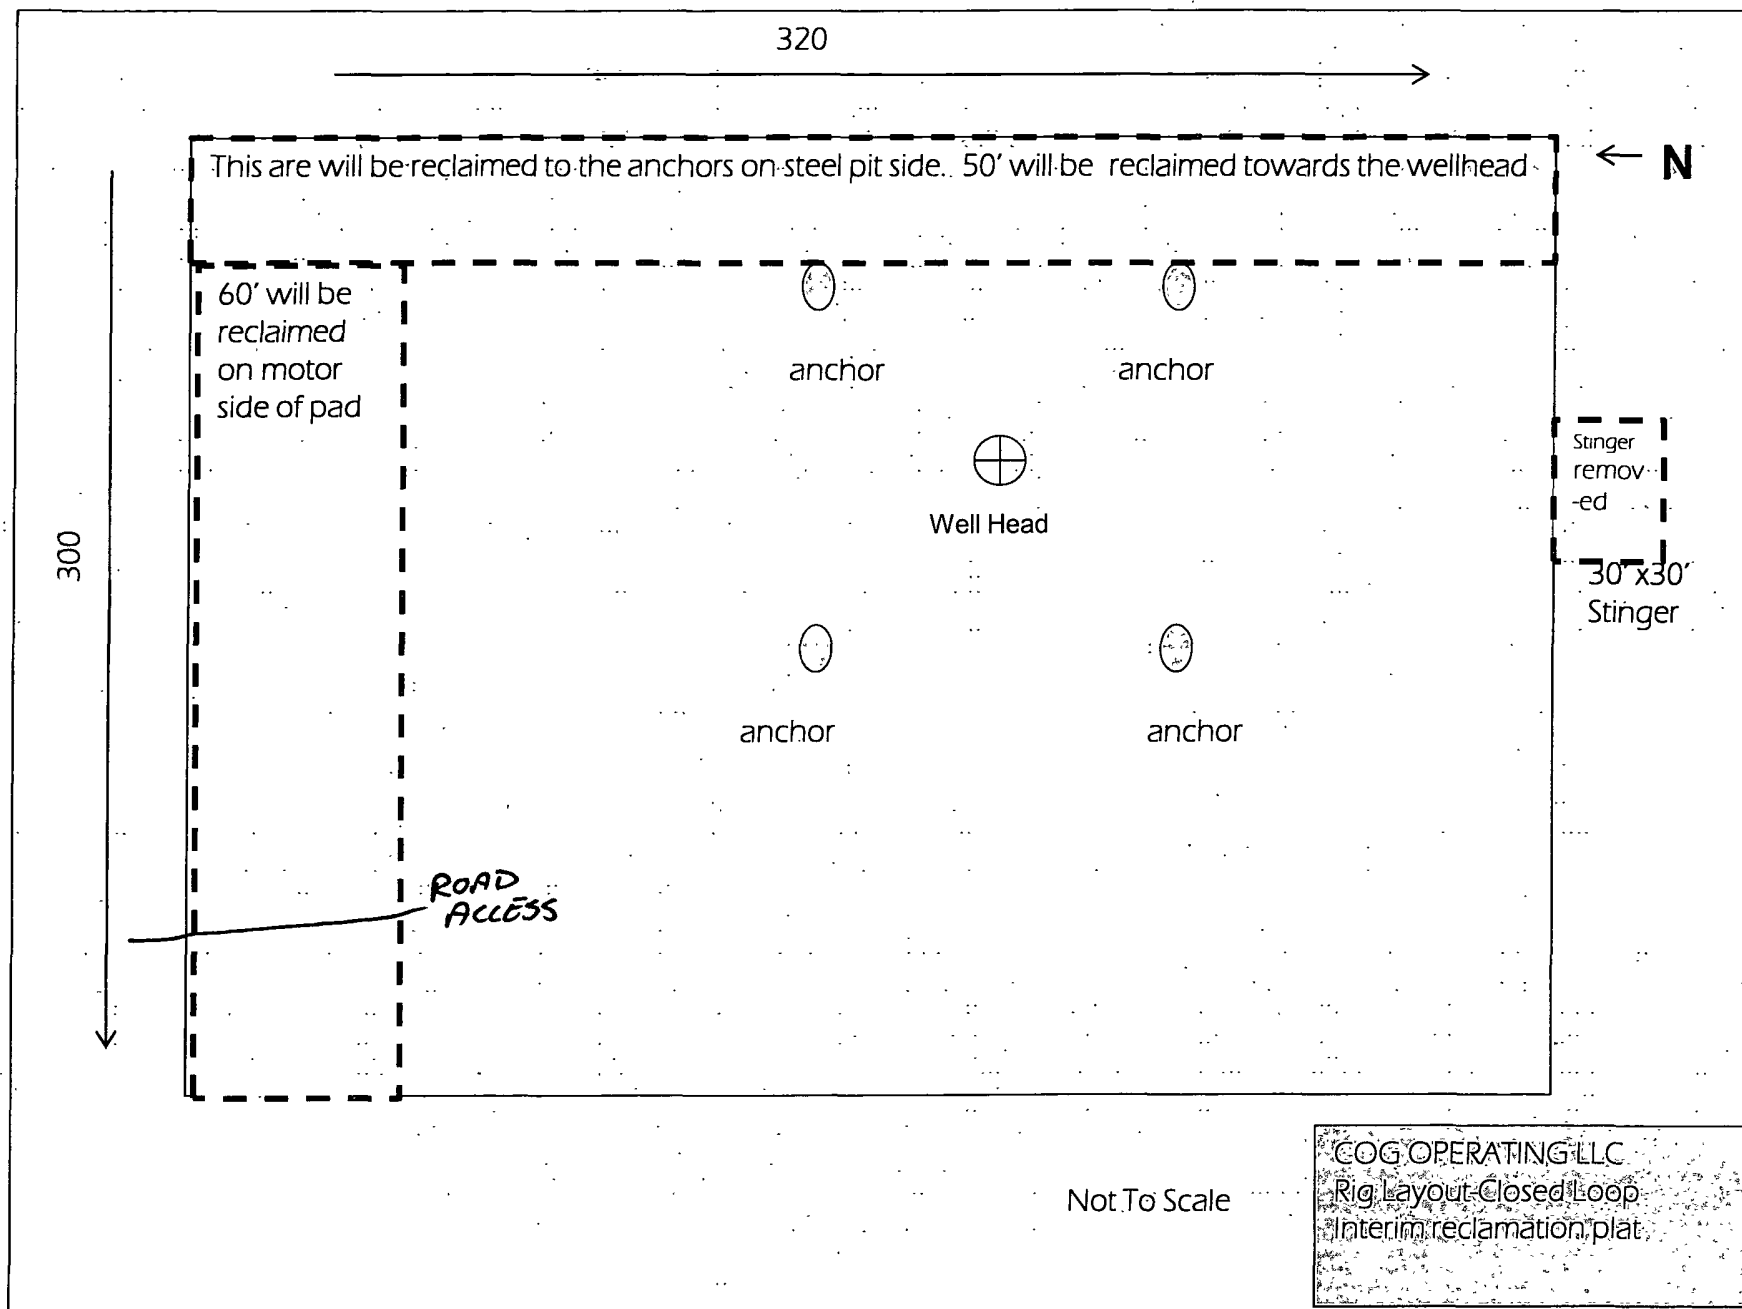 320
This are will be reclaimed to the anchors on steel pit side. 50' will be reclaimed towards the wellhead
N
60' will be
reclaimed
on motor
side of pad
anchor
anchor
Stinger
remov
-ed
Well Head
300
30'x30'
Stinger
anchor
anchor
ROAD
ACCESS
Not To Scale
COG OPERATING LLC
Rig Layout-Closed Loop
Interim reclamation plat